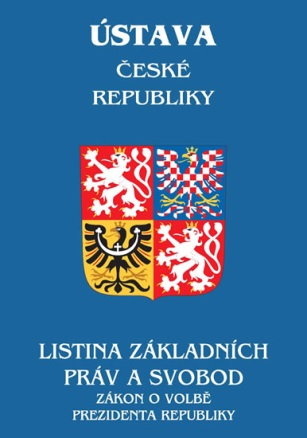 ÚSTAVA
ČESKÉ
REPUBLIKY
LISTINA ZÁKLADNÍCH
PRÁV A SVOBOD
ZÁKON O VOLBĚ
PREZIDENTA REPUBLIKY